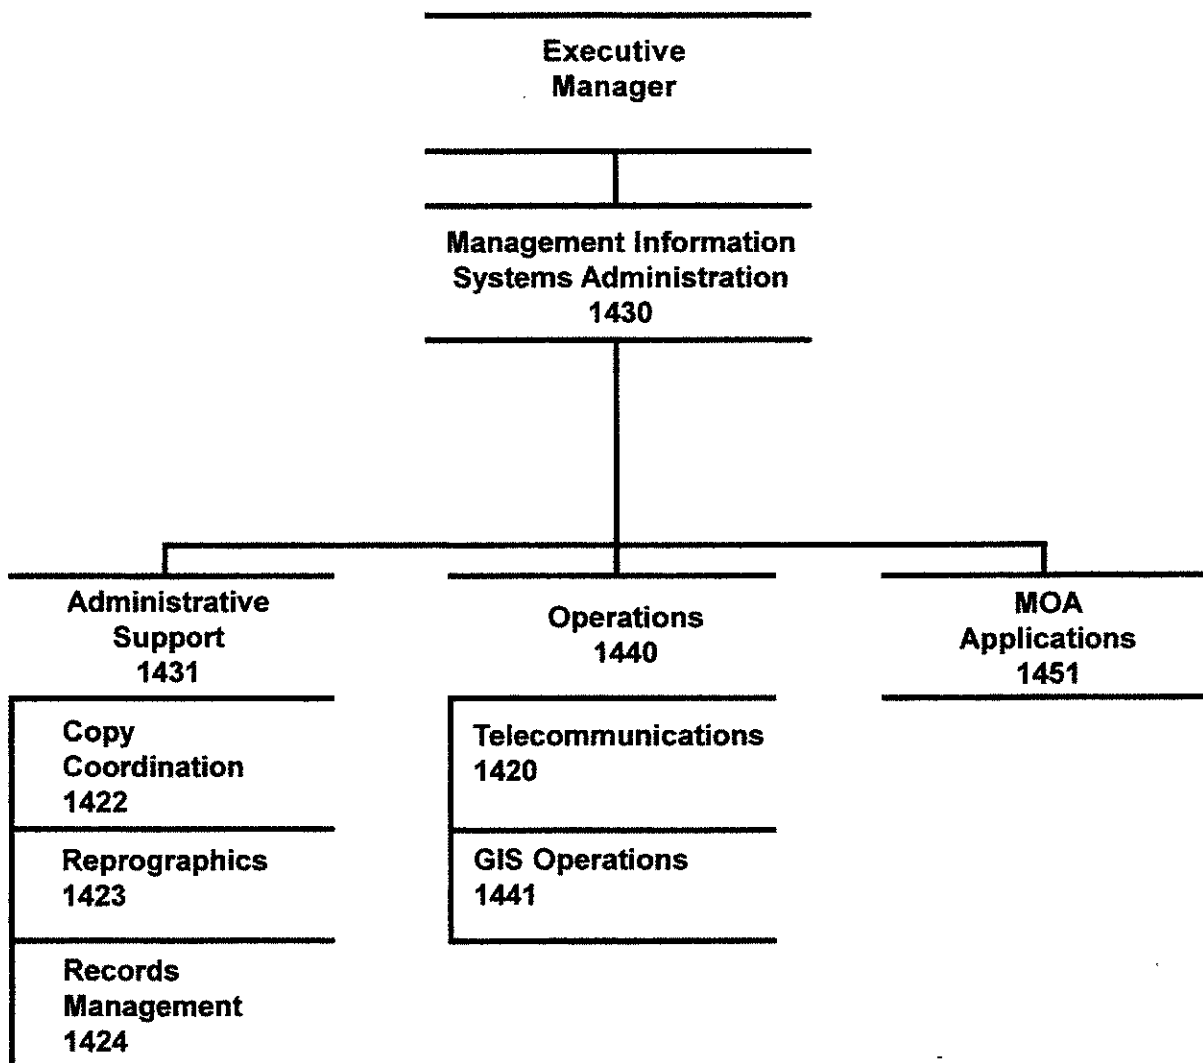 Executive
Manager
Management Information
Systems Administration
1430
Administrative
Support
1431
Operations
1440
MOA
Applications
1451
Copy
Coordination
1422
Telecommunications
1420
Reprographics
1423
GIS Operations
1441
Records
Management
1424